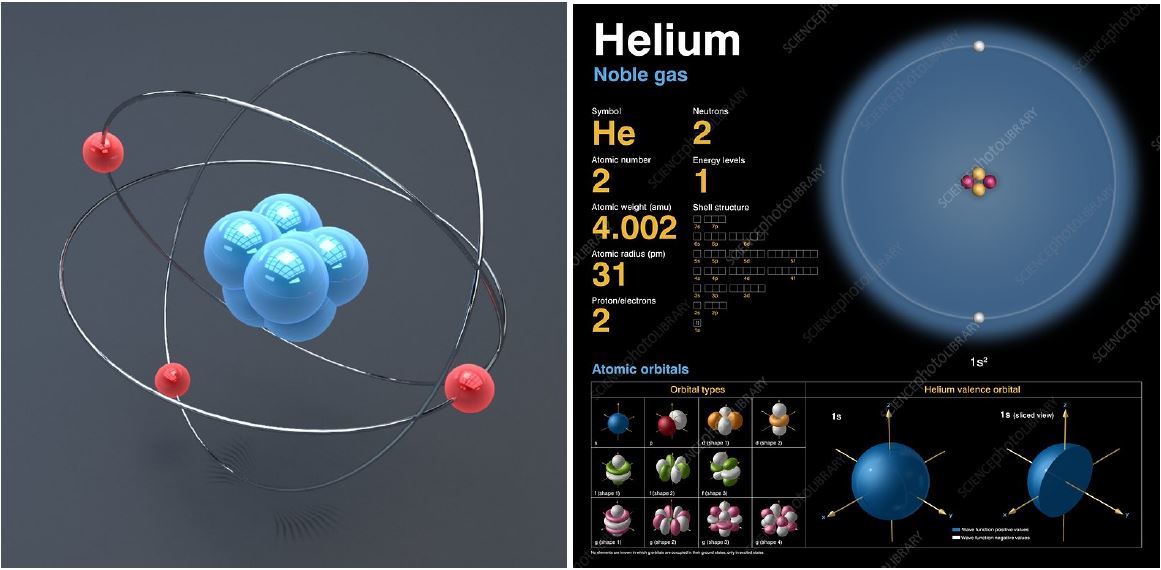 Helium
Noble gas
Symbol
He
Neutrons
2
Atomic number
2
Energy levels
1
Atomic weight (amu)
4.002
Shell structure
7s 7p
6s 6p 6d
5s 5p 5d 5f
4s 4p 4d 4f
3s 3p 3d
2s 2p
1s
Atomic radius (pm)
31
Proton/electrons
2
1s²
Atomic orbitals
Orbital types
s
p
d (shape 1)
d (shape 2)
f (shape 1)
f (shape 2)
f (shape 3)
g (shape 1)
g (shape 2)
g (shape 3)
g (shape 4)
Helium valence orbital
1s
z
x
y
1s (sliced view)
z
x
y
Wave function positive values
Wave function negative values
No elements are known in which g orbitals are occupied in their ground states, only in excited states
SCIENCEphotoLIBRARY